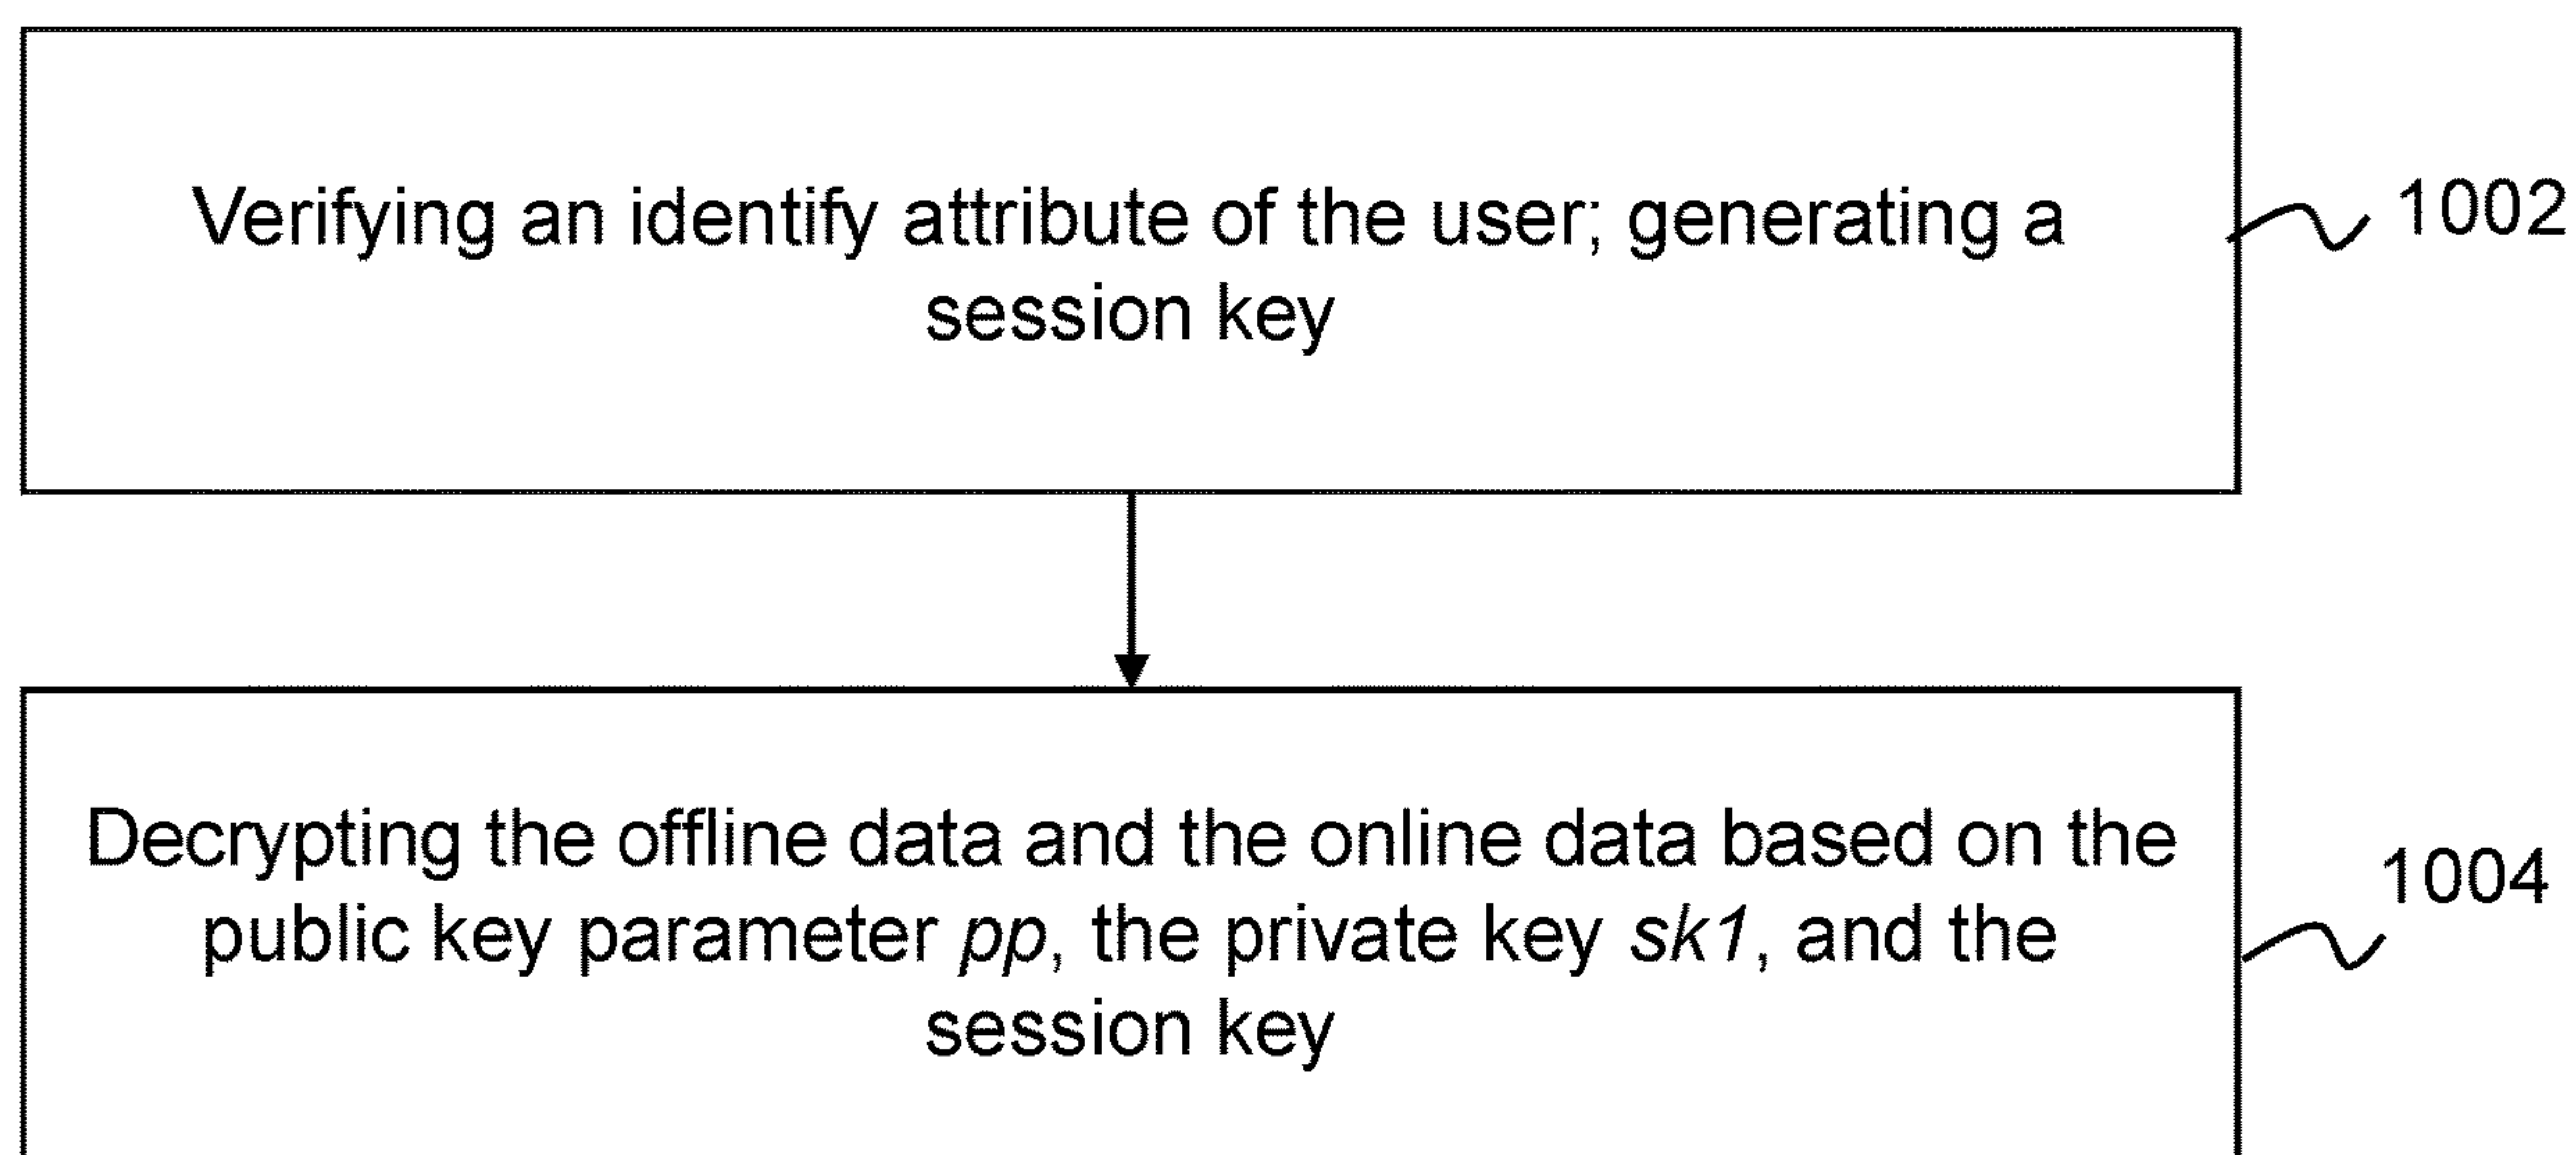 Verifying an identify attribute of the user; generating a
session key
1002
Decrypting the offline data and the online data based on the
public key parameter pp, the private key sk1, and the
session key
1004